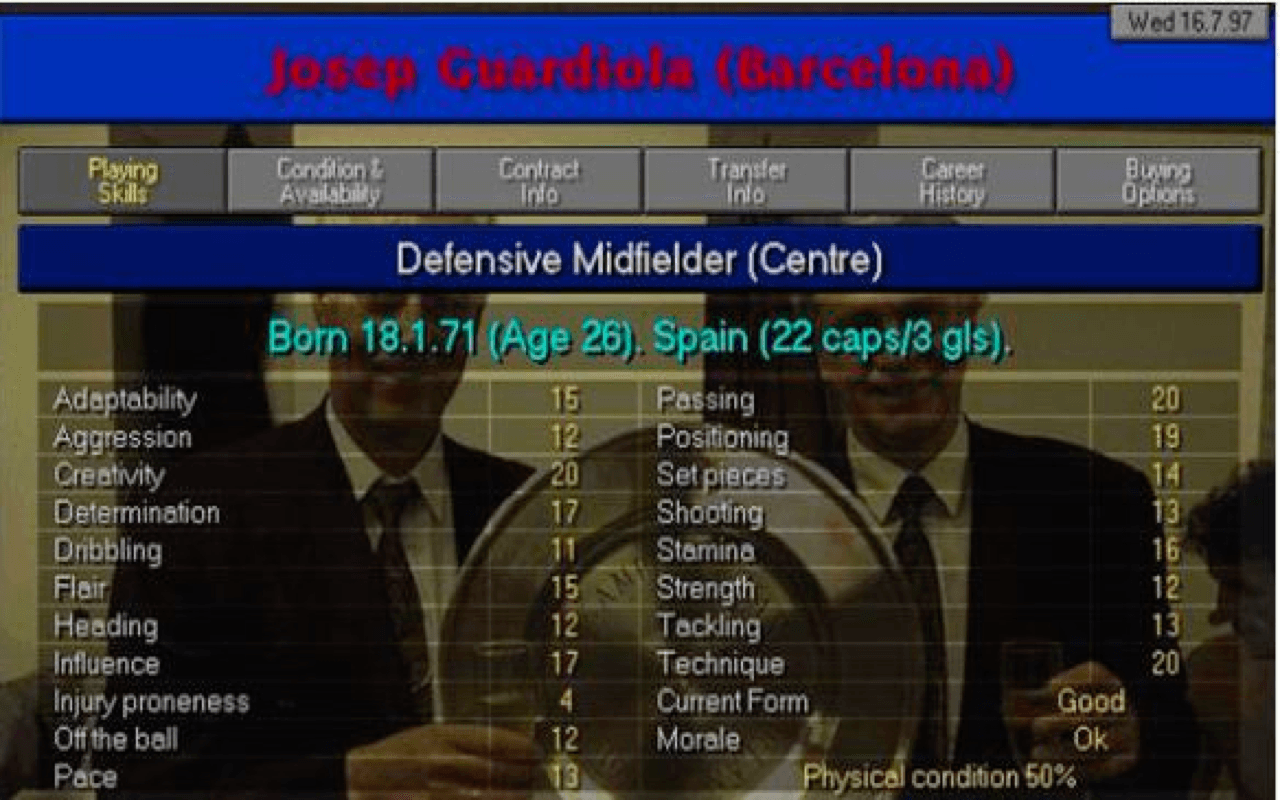 Wed 16.7.97
Josep Guardiola (Barcelona)
Playing Skills
Condition & Availability
Contract Info
Transfer Info
Career History
Buying Options
Defensive Midfielder (Centre)
Born 18.1.71 (Age 26). Spain (22 caps/3 gls).
Adaptability 15 Passing 20
Aggression 12 Positioning 19
Creativity 20 Set pieces 14
Determination 17 Shooting 13
Dribbling 11 Stamina 16
Flair 15 Strength 12
Heading 12 Tackling 13
Influence 17 Technique 20
Injury proneness 4 Current Form Good
Off the ball 12 Morale Ok
Pace 13 Physical condition 50%